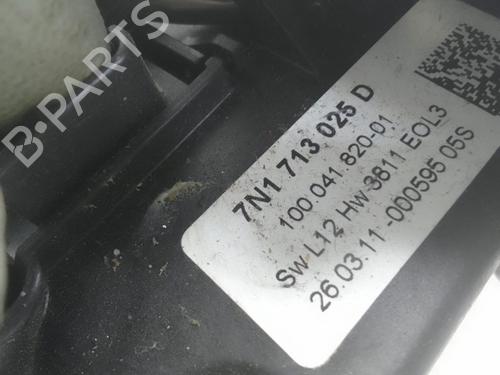 B-PARTS
7N1 713 025 D
100 041 820-01
Sw L12 Hw 3811 EOL3
26.03.11-000595 05S